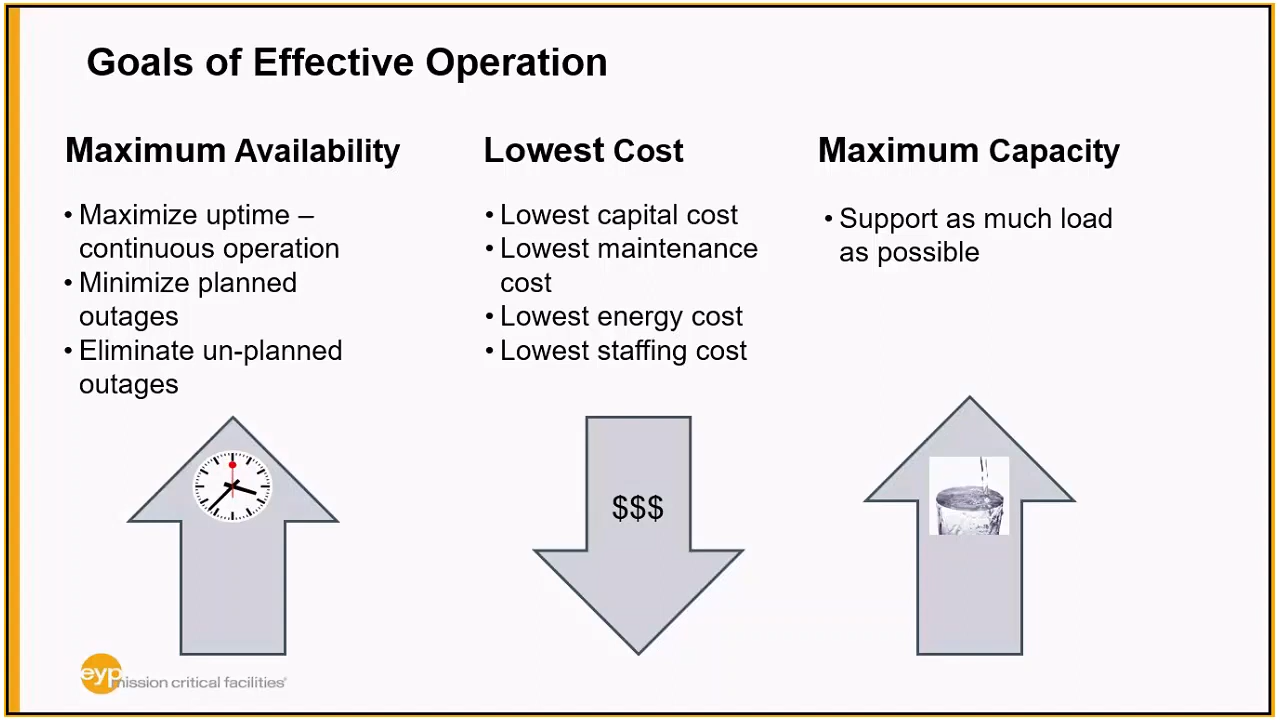 Goals of Effective Operation
Maximum Availability
• Maximize uptime –
continuous operation
• Minimize planned
outages
• Eliminate un-planned
outages
Lowest Cost
• Lowest capital cost
• Lowest maintenance
cost
• Lowest energy cost
• Lowest staffing cost
$$$
Maximum Capacity
• Support as much load
as possible
eyp mission critical facilities